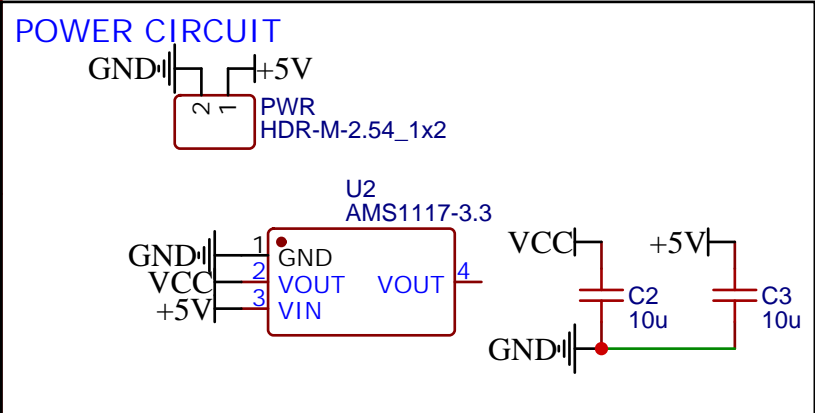 POWER CIRCUIT
GND +5V
2 1
PWR
HDR-M-2.54_1x2
U2
AMS1117-3.3
GND 1 GND
VCC 2 VOUT VOUT 4
+5V 3 VIN
VCC +5V
C2 C3
10u 10u
GND